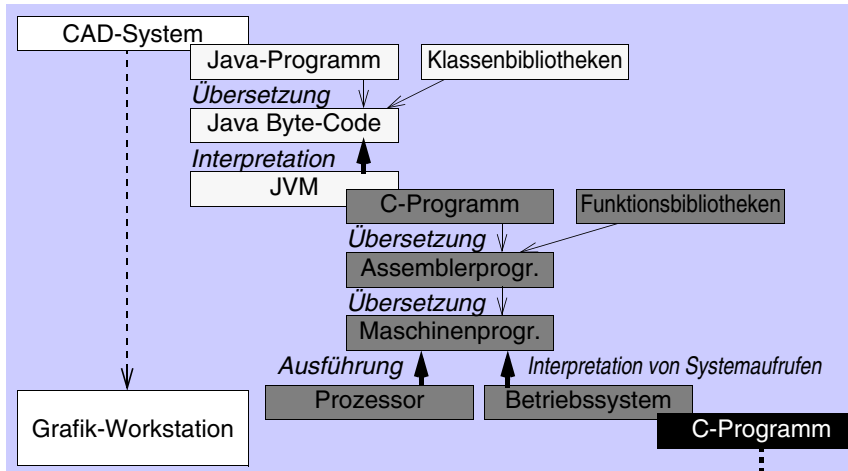 CAD-System
Java-Programm
Klassenbibliotheken
Übersetzung
Java Byte-Code
Interpretation
JVM
C-Programm
Funktionsbibliotheken
Übersetzung
Assemblerprogr.
Übersetzung
Maschinenprogr.
Ausführung
Interpretation von Systemaufrufen
Prozessor
Betriebssystem
Grafik-Workstation
C-Programm